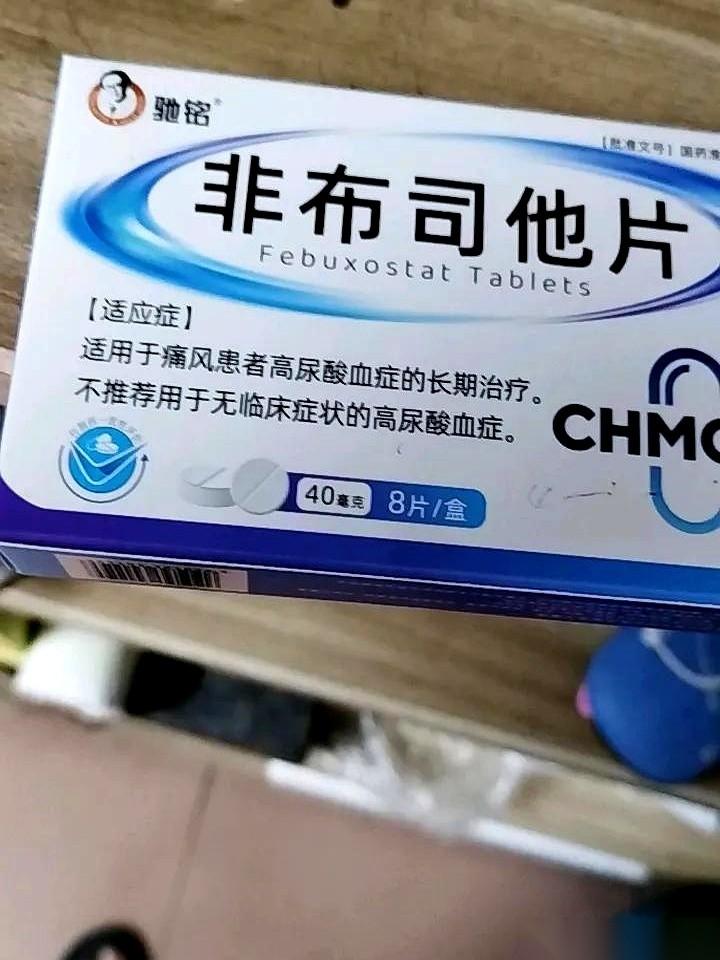 驰铭®
【批准文号】国药准
非布司他片
Febuxostat Tablets
【适应症】
适用于痛风患者高尿酸血症的长期治疗。
不推荐用于无临床症状的高尿酸血症。
CHMC
40毫克 8片/盒